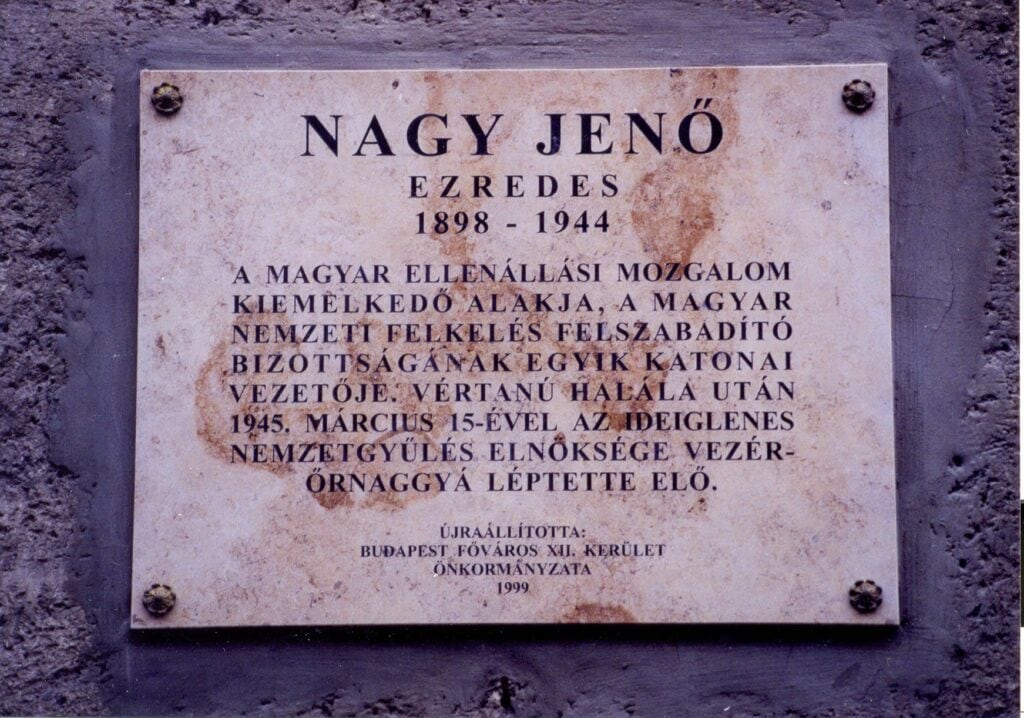 NAGY JENŐ
EZREDES
1898 - 1944
A MAGYAR ELLENÁLLÁSI MOZGALOM
KIEMELKEDŐ ALAKJA, A MAGYAR
NEMZETI FELKELÉS FELSZABADÍTÓ
BIZOTTSÁGÁNAK EGYIK KATONAI
VEZETŐJE. VÉRTANÚ HALÁLA UTÁN
1945. MÁRCIUS 15-ÉVEL AZ IDEIGLENES
NEMZETGYŰLÉS ELNÖKSÉGE VEZÉR-
ŐRNAGGYÁ LÉPTETTE ELŐ.
ÚJRAÁLLÍTOTTA:
BUDAPEST FŐVÁROS XII. KERÜLET
ÖNKORMÁNYZATA
1999